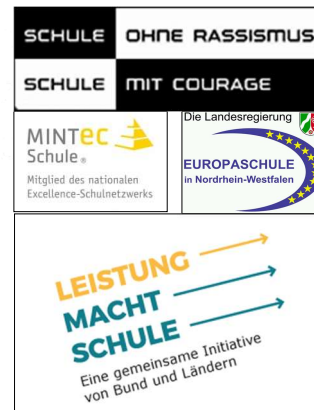 SCHULE OHNE RASSISMUS
SCHULE MIT COURAGE
MINTec
Schule®
Mitglied des nationalen
Excellence-Schulnetzwerks
Die Landesregierung
EUROPASCHULE
in Nordrhein-Westfalen
LEISTUNG
MACHT
SCHULE
Eine gemeinsame Initiative
von Bund und Ländern